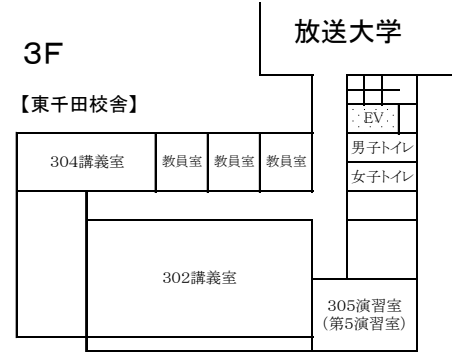 放送大学
3F
【東千田校舎】
EV
男子トイレ
304講義室
教員室
教員室
教員室
女子トイレ
302講義室
305演習室
(第5演習室)